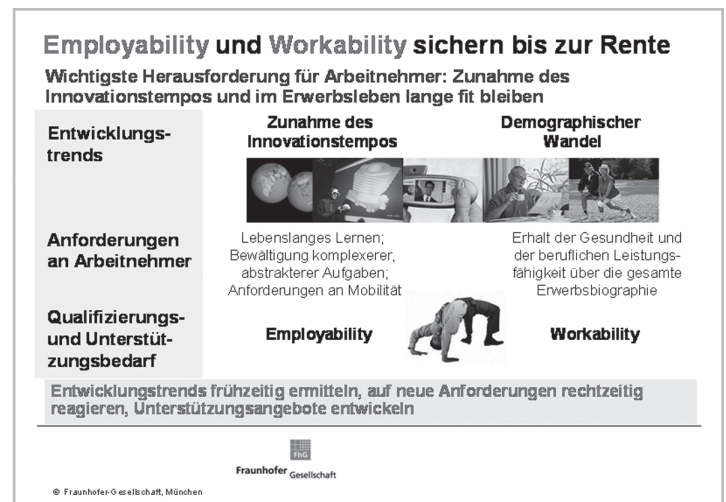 Employability und Workability sichern bis zur Rente
Wichtigste Herausforderung für Arbeitnehmer: Zunahme des
Innovationstempos und im Erwerbsleben lange fit bleiben
Entwicklungs-
trends
Zunahme des
Innovationstempos
Demographischer
Wandel
Anforderungen
an Arbeitnehmer
Lebenslanges Lernen;
Bewältigung komplexerer,
abstrakterer Aufgaben;
Anforderungen an Mobilität
Erhalt der Gesundheit und
der beruflichen Leistungs-
fähigkeit über die gesamte
Erwerbsbiographie
Qualifizierungs-
und Unterstüt-
zungsbedarf
Employability
Workability
Entwicklungstrends frühzeitig ermitteln, auf neue Anforderungen rechtzeitig
reagieren, Unterstützungsangebote entwickeln
FhG
Fraunhofer Gesellschaft
© Fraunhofer-Gesellschaft, München